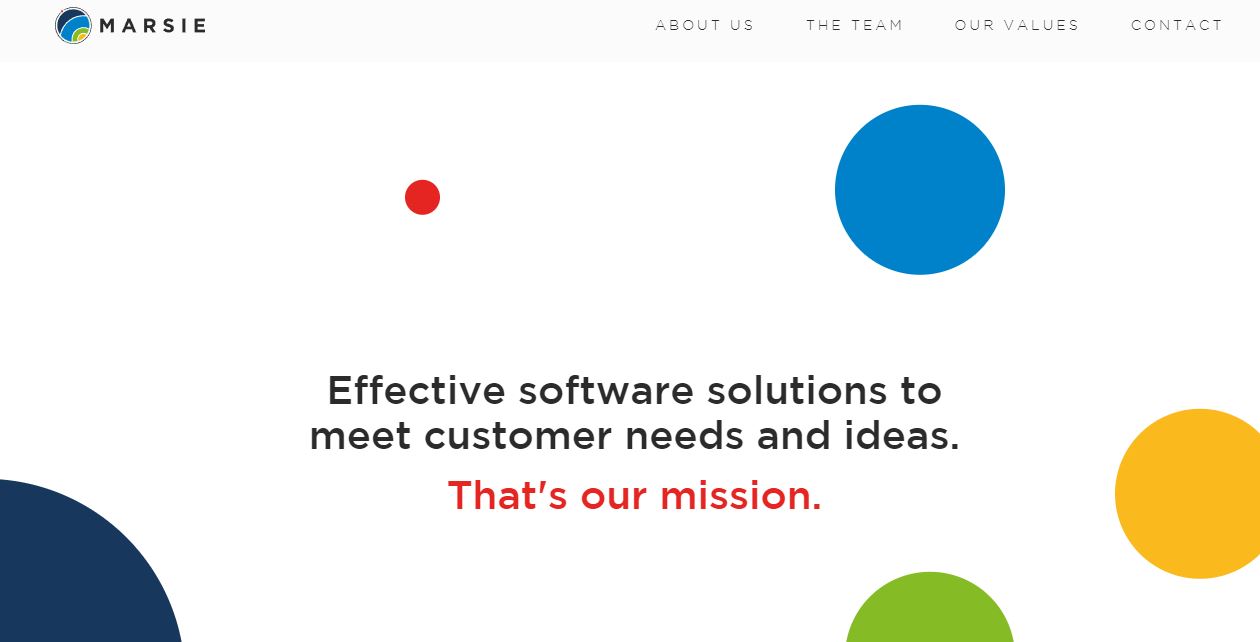 MARSIE
ABOUT US
THE TEAM
OUR VALUES
CONTACT
Effective software solutions to
meet customer needs and ideas.
That's our mission.